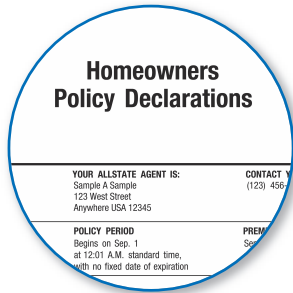 Homeowners
Policy Declarations
YOUR ALLSTATE AGENT IS:
Sample A Sample
123 West Street
Anywhere USA 12345
CONTACT Y
(123) 456-
POLICY PERIOD
Begins on Sep. 1
at 12:01 A.M. standard time,
with no fixed date of expiration
PREM
Sep